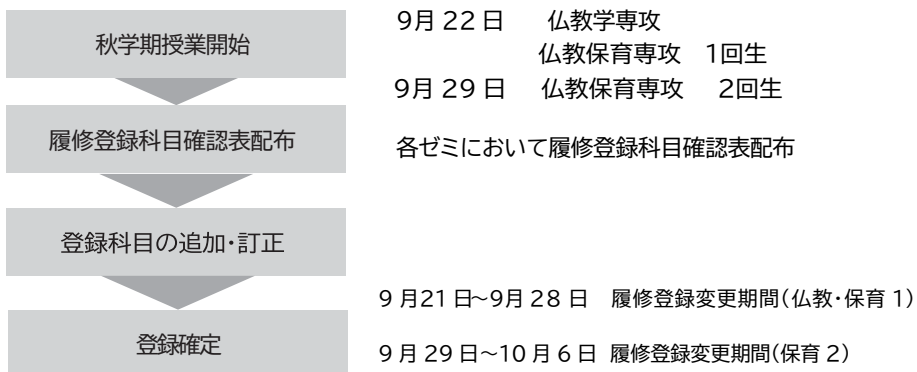 秋学期授業開始
9月 22 日　仏教学専攻
仏教保育専攻　1回生
9月 29 日　仏教保育専攻　2回生
履修登録科目確認表配布
各ゼミにおいて履修登録科目確認表配布
登録科目の追加・訂正
9 月21 日~9月 28 日　履修登録変更期間(仏教・保育 1)
登録確定
9 月 29 日~10 月 6 日 履修登録変更期間(保育 2)